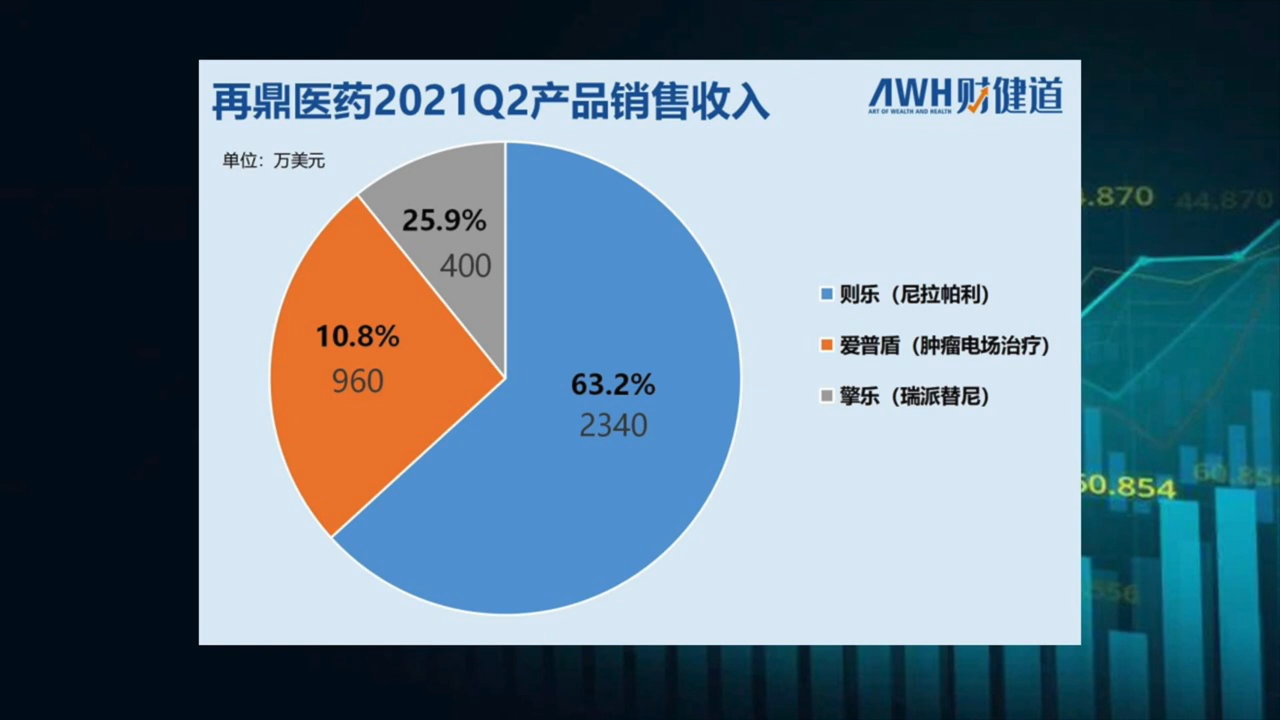 再鼎医药2021Q2产品销售收入
AWH财健道
ART OF WEALTH AND HEALTH
单位：万美元
25.9%
400
10.8%
960
63.2%
2340
则乐（尼拉帕利）
爱普盾（肿瘤电场治疗）
擎乐（瑞派替尼）
44.870
60.854
60.854